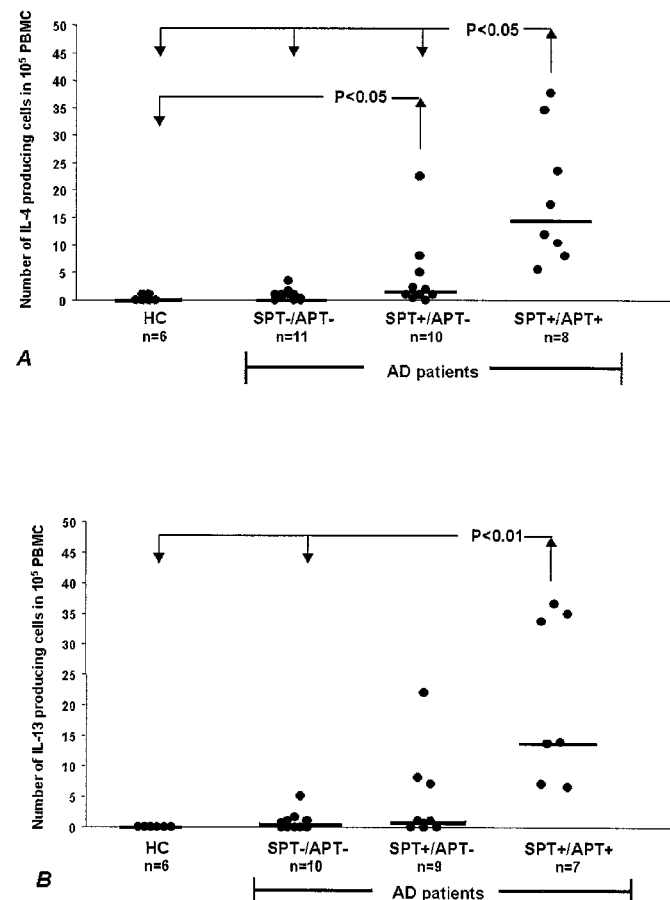 Number of IL-4 producing cells in 10⁵ PBMC
50
45
40
35
30
25
20
15
10
5
0
P<0.05
P<0.05
HC
n=6
SPT-/APT-
n=11
SPT+/APT-
n=10
SPT+/APT+
n=8
A
AD patients
Number of IL-13 producing cells in 10⁵ PBMC
50
45
40
35
30
25
20
15
10
5
0
P<0.01
HC
n=6
SPT-/APT-
n=10
SPT+/APT-
n=9
SPT+/APT+
n=7
B
AD patients